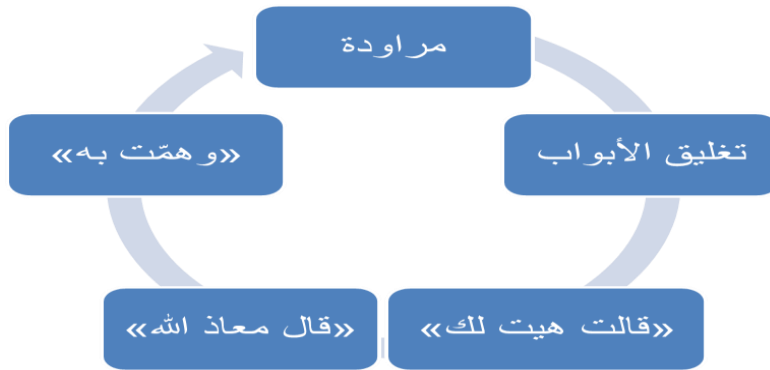 مراودة
تغليق الأبواب
«قالت هيت لك»
«قال معاذ الله»
«وهمّت به»